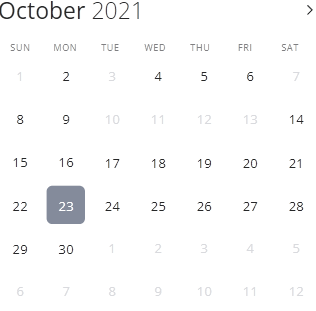 October 2021
SUN MON TUE WED THU FRI SAT
1 2 3 4 5 6 7
8 9 10 11 12 13 14
15 16 17 18 19 20 21
22 23 24 25 26 27 28
29 30 1 2 3 4 5
6 7 8 9 10 11 12